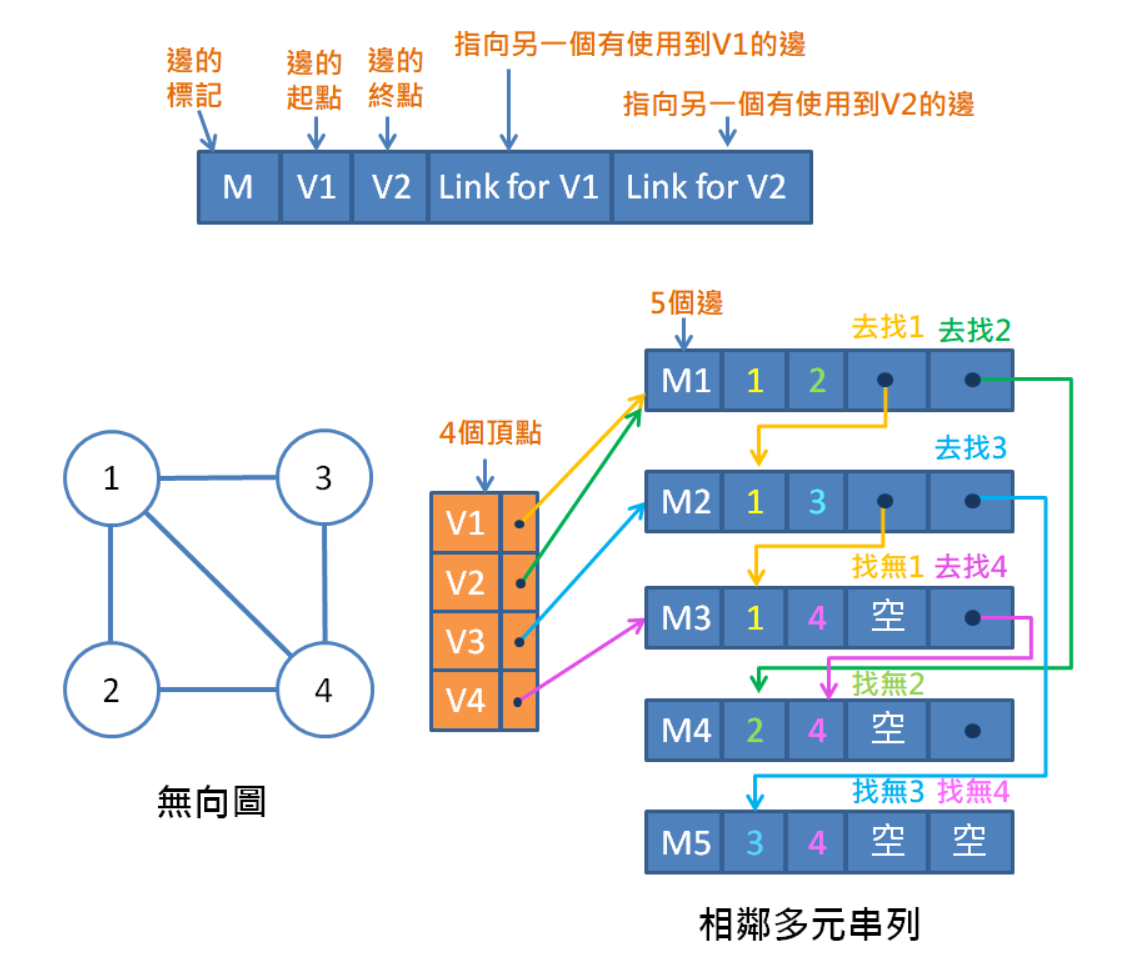 指向另一個有使用到V1的邊
邊的
標記
邊的
起點
邊的
終點
指向另一個有使用到V2的邊
M V1 V2 Link for V1 Link for V2
5個邊
去找1 去找2
M1 1 2
4個頂點
去找3
1 3
V1
V2
V3
V4
M2 1 3
找無1 去找4
M3 1 4 空
2 4
找無2
M4 2 4 空
找無3 找無4
M5 3 4 空 空
無向圖
相鄰多元串列